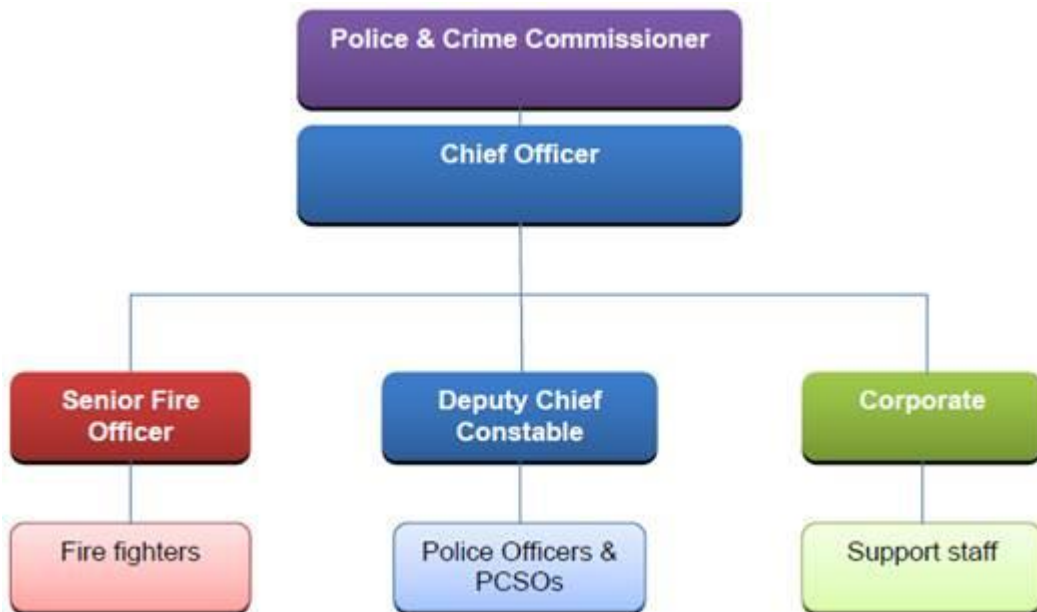 Police & Crime Commissioner
Chief Officer
Senior Fire
Officer
Deputy Chief
Constable
Corporate
Fire fighters
Police Officers &
PCSOs
Support staff